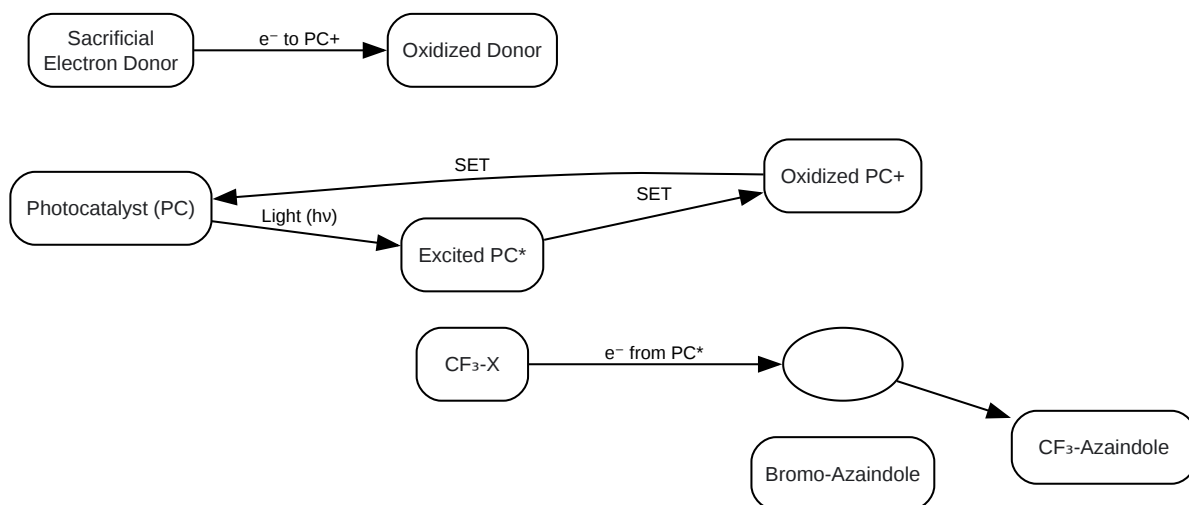 Sacrificial
Electron Donor
e⁻ to PC+
Oxidized Donor
SET
Oxidized PC+
Photocatalyst (PC)
Light (hν)
SET
Excited PC*
CF₃-X
e⁻ from PC*
CF₃-Azaindole
Bromo-Azaindole